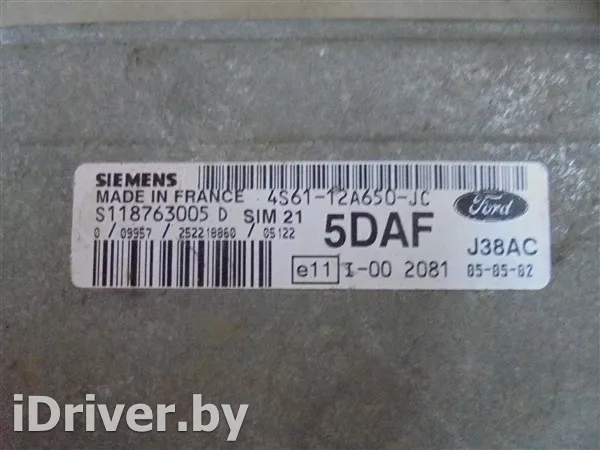 SIEMENS
MADE IN FRANCE 4S61-12A650-JC
S118763005 D SIM 21 5DAF Ford J38AC
0 / 09957 / 252218860 / 05122
e11 I-00 2081 05-05-02
iDriver.by